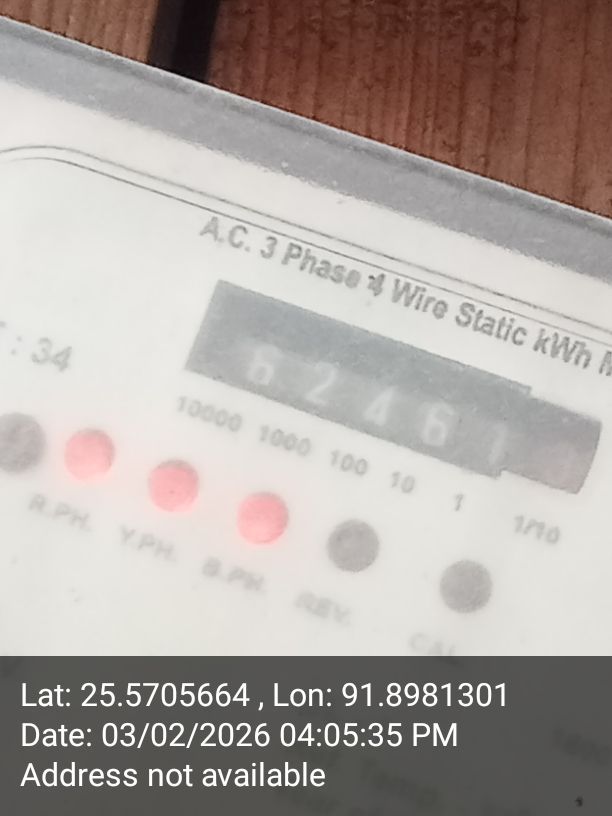 A.C. 3 Phase 4 Wire Static kWh
: 34
6 2 4 6 1
10000 1000 100 10 1 1/10
R.PH. Y.PH. B.PH. REV. CAL
Lat: 25.5705664 , Lon: 91.8981301
Date: 03/02/2026 04:05:35 PM
Address not available